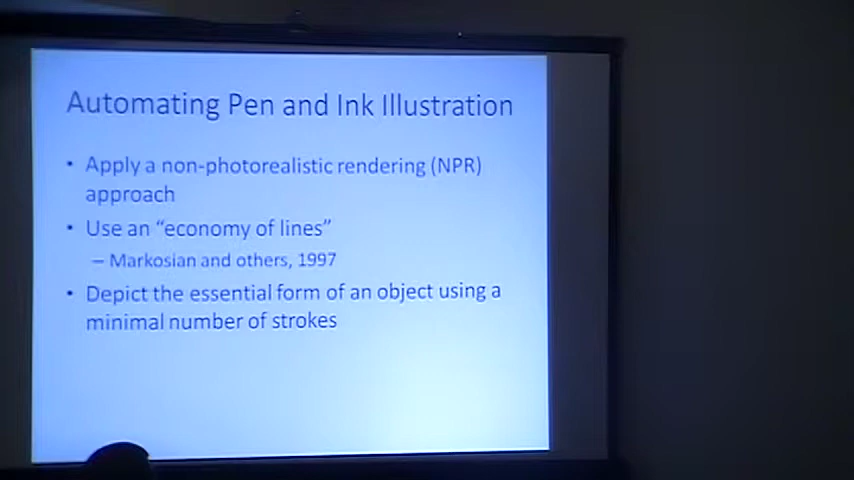 Automating Pen and Ink Illustration
• Apply a non-photorealistic rendering (NPR)
approach
• Use an “economy of lines”
– Markosian and others, 1997
• Depict the essential form of an object using a
minimal number of strokes